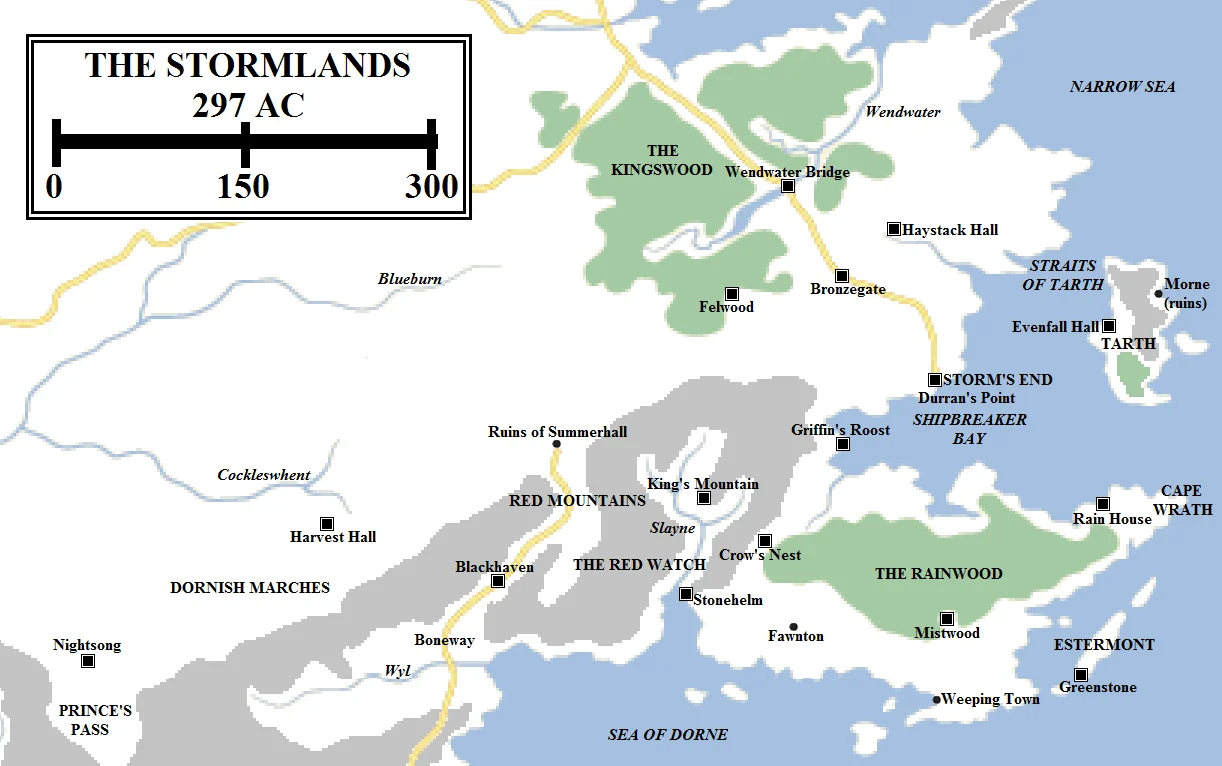 THE STORMLANDS
297 AC
0 150 300
NARROW SEA
Wendwater
THE
KINGSWOOD
Wendwater Bridge
Haystack Hall
STRAITS
OF TARTH
Blueburn
Morne
(ruins)
Bronzegate
Felwood
Evenfall Hall
TARTH
STORM'S END
Durran's Point
SHIPBREAKER
BAY
Griffin's Roost
Ruins of Summerhall
Cockleswhent
King's Mountain
CAPE
WRATH
RED MOUNTAINS
Rain House
Slayne
Harvest Hall
Crow's Nest
Blackhaven
THE RED WATCH
THE RAINWOOD
DORNISH MARCHES
Stonehelm
Fawnton
Mistwood
Boneway
Nightsong
ESTERMONT
Wyl
Greenstone
Weeping Town
PRINCE'S
PASS
SEA OF DORNE